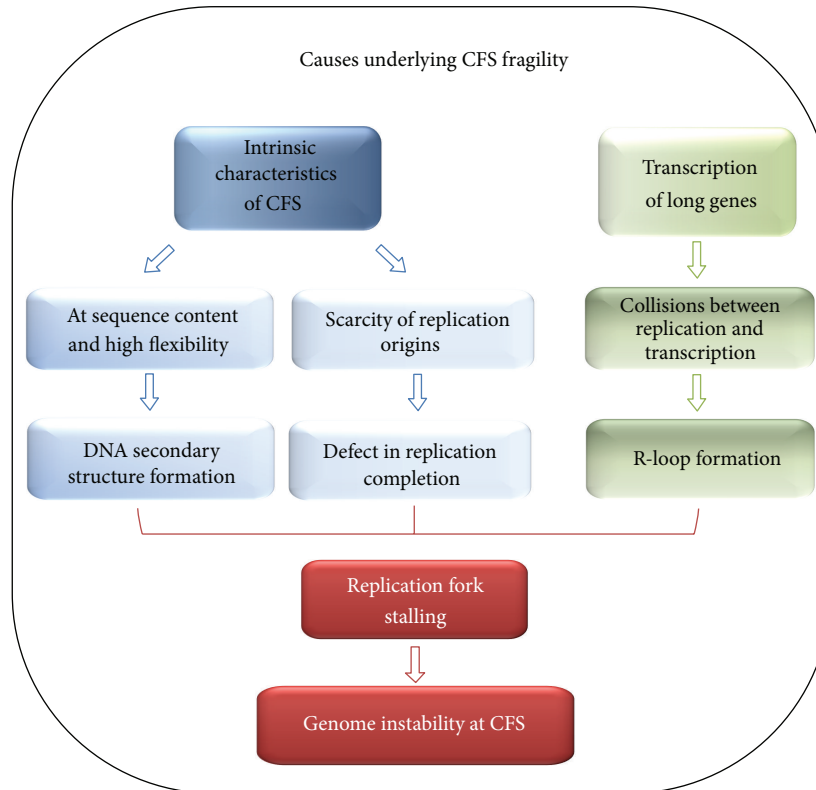 Causes underlying CFS fragility
Intrinsic
characteristics
of CFS
Transcription
of long genes
At sequence content
and high flexibility
Scarcity of replication
origins
Collisions between
replication and
transcription
DNA secondary
structure formation
Defect in replication
completion
R-loop formation
Replication fork
stalling
Genome instability at CFS